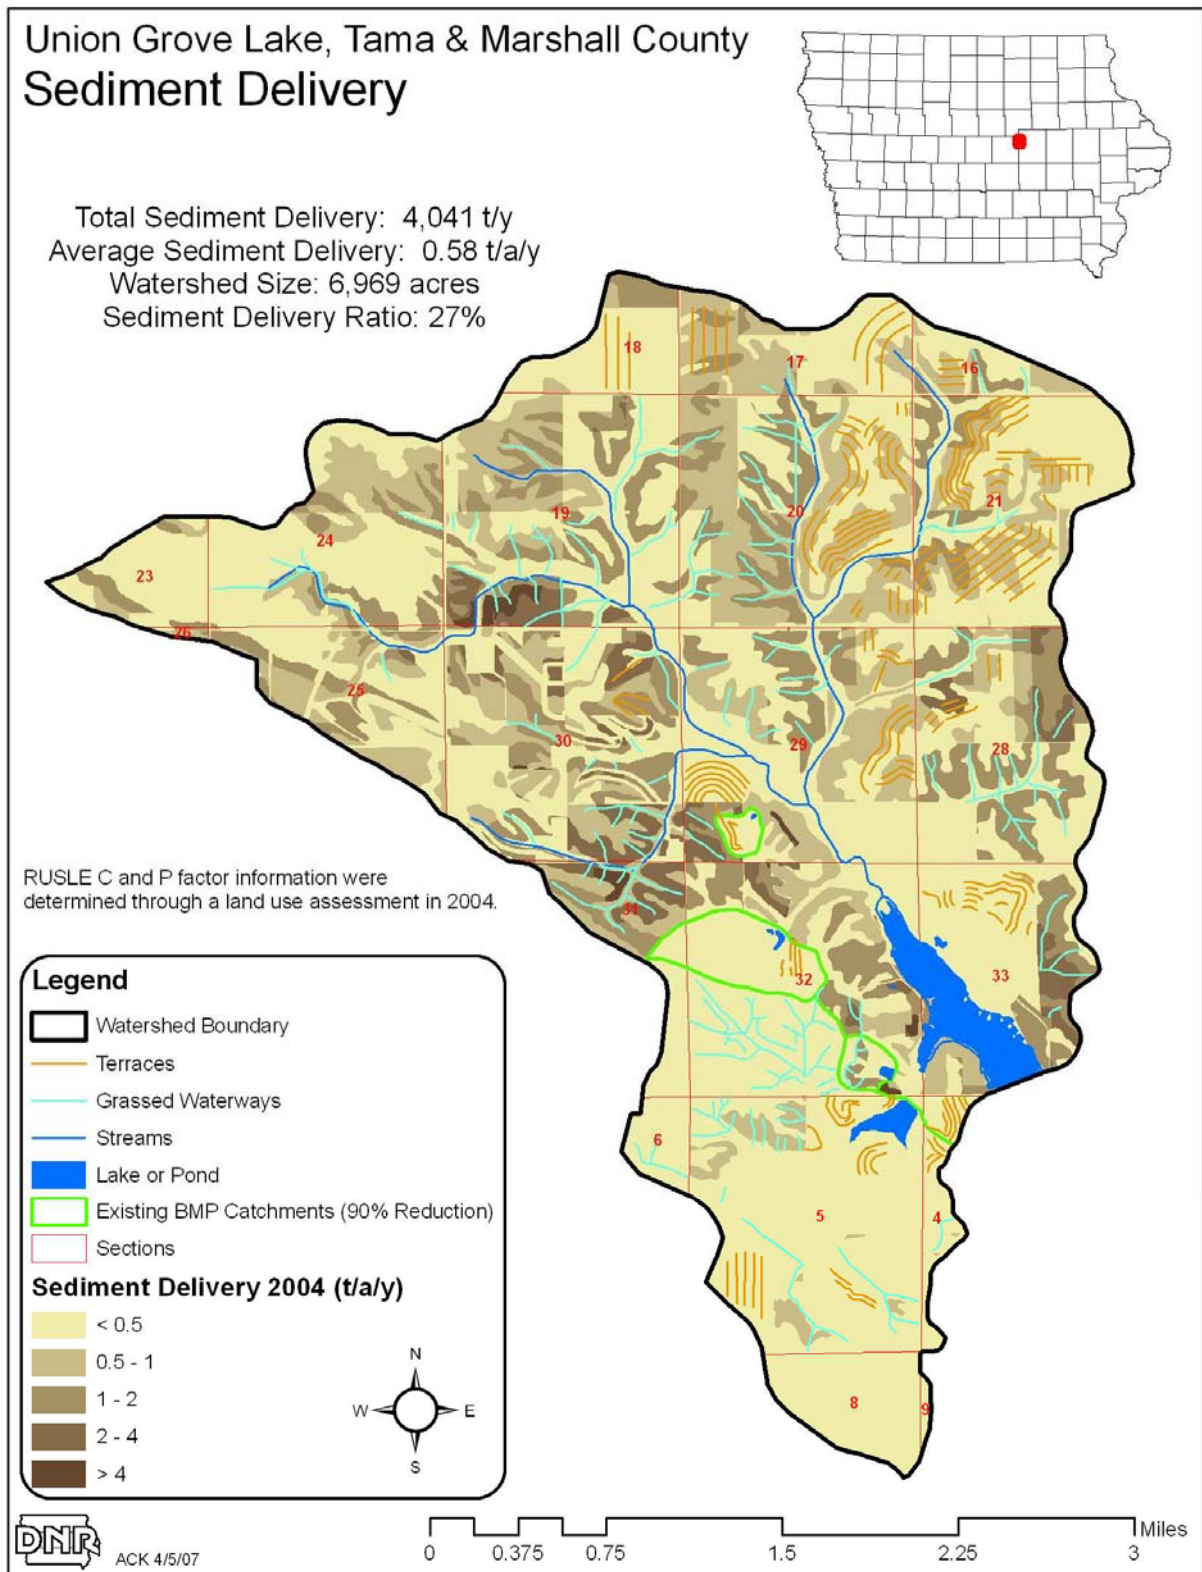 Union Grove Lake, Tama & Marshall County
Sediment Delivery
Total Sediment Delivery: 4,041 t/y
Average Sediment Delivery: 0.58 t/a/y
Watershed Size: 6,969 acres
Sediment Delivery Ratio: 27%
18
17
16
19
20
21
24
23
26
25
30
29
28
RUSLE C and P factor information were
determined through a land use assessment in 2004.
31
32
33
6
5
4
8
9
Legend
Watershed Boundary
Terraces
Grassed Waterways
Streams
Lake or Pond
Existing BMP Catchments (90% Reduction)
Sections
Sediment Delivery 2004 (t/a/y)
< 0.5
0.5 - 1
1 - 2
2 - 4
> 4
N
W E
S
DNR
ACK 4/5/07
Miles
0 0.375 0.75 1.5 2.25 3